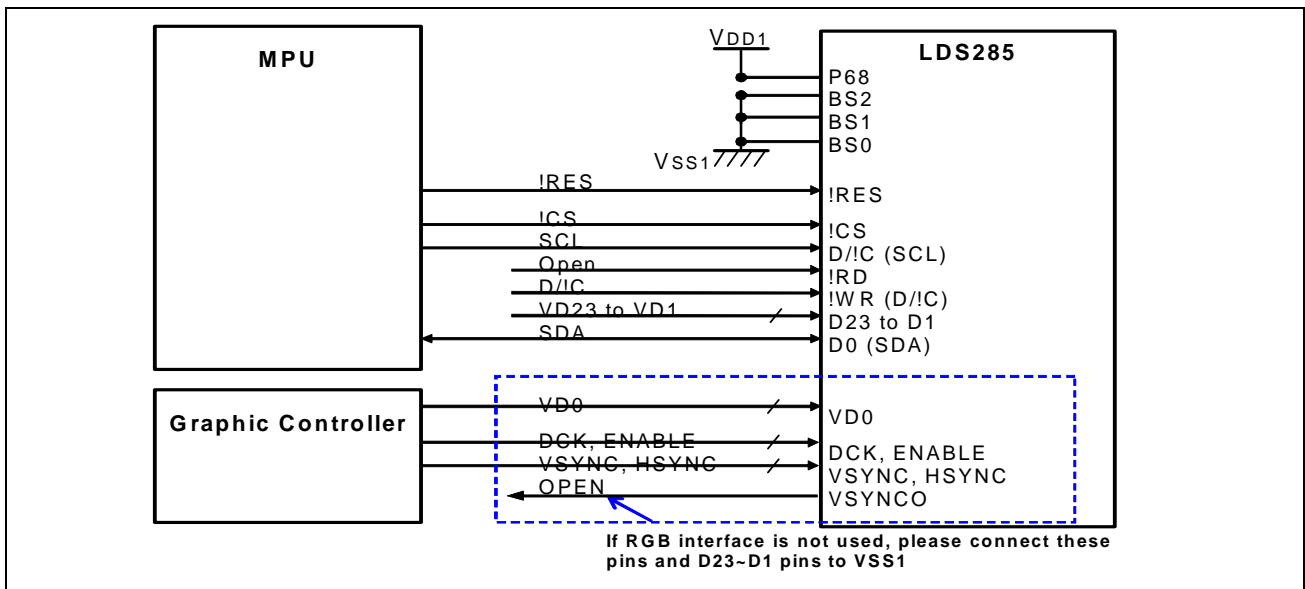 MPU
VDD1
LDS285
P68
BS2
BS1
BS0
VSS1
!RES
!RES
!CS
!CS
SCL
D/!C (SCL)
Open
!RD
D/!C
!WR (D/!C)
VD23 to VD1
D23 to D1
SDA
D0 (SDA)
Graphic Controller
VD0
VD0
DCK, ENABLE
DCK, ENABLE
VSYNC, HSYNC
VSYNC, HSYNC
OPEN
VSYNCO
If RGB interface is not used, please connect these
pins and D23~D1 pins to VSS1